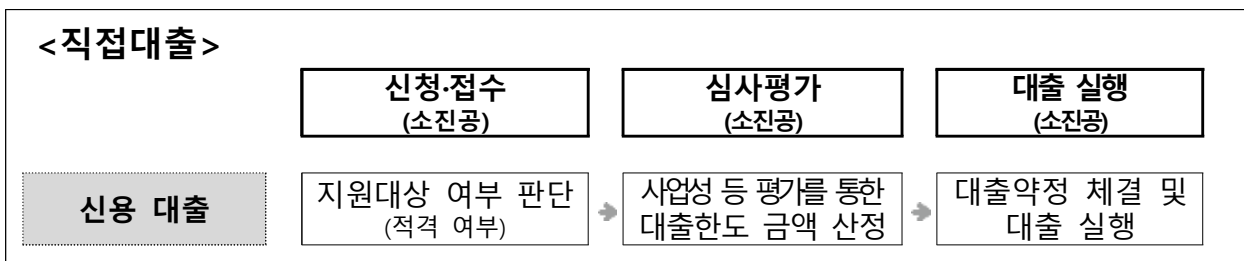 <직접대출>
신청·접수
(소진공)
심사평가
(소진공)
대출 실행
(소진공)
신용 대출
지원대상 여부 판단
(적격 여부)
사업성 등 평가를 통한
대출한도 금액 산정
대출약정 체결 및
대출 실행